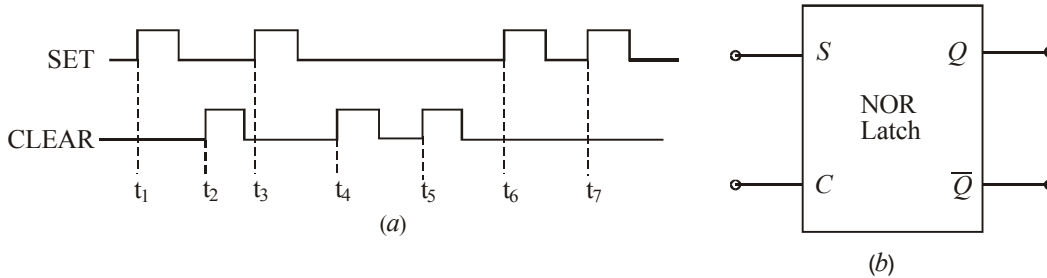 SET
CLEAR
t1 t2 t3 t4 t5 t6 t7
(a)
S Q
NOR
Latch
C Q̅
(b)